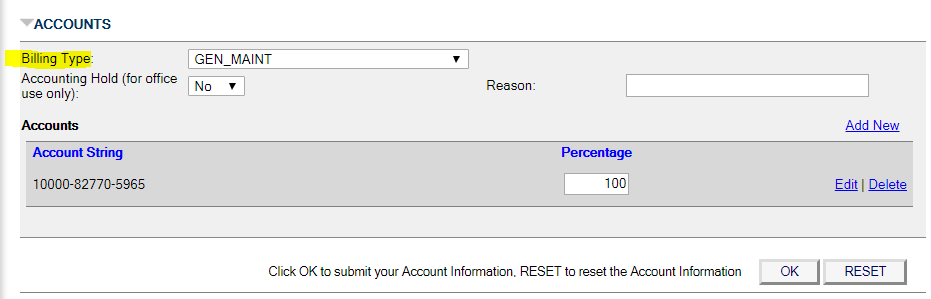 ACCOUNTS
Billing Type: GEN_MAINT
Accounting Hold (for office
use only): No Reason:
Accounts Add New
Account String Percentage
10000-82770-5965 100 Edit | Delete
Click OK to submit your Account Information, RESET to reset the Account Information OK RESET